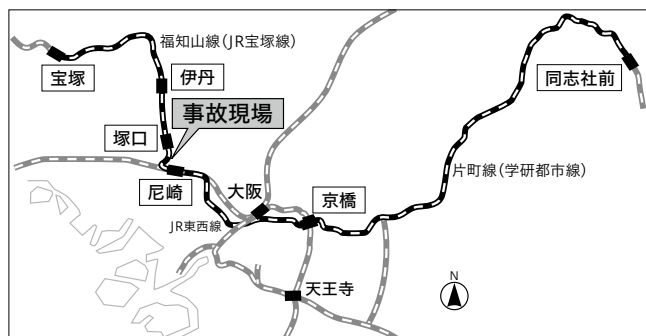 福知山線(JR宝塚線)
宝塚
伊丹
同志社前
事故現場
塚口
片町線(学研都市線)
尼崎
大阪
京橋
JR東西線
天王寺
N